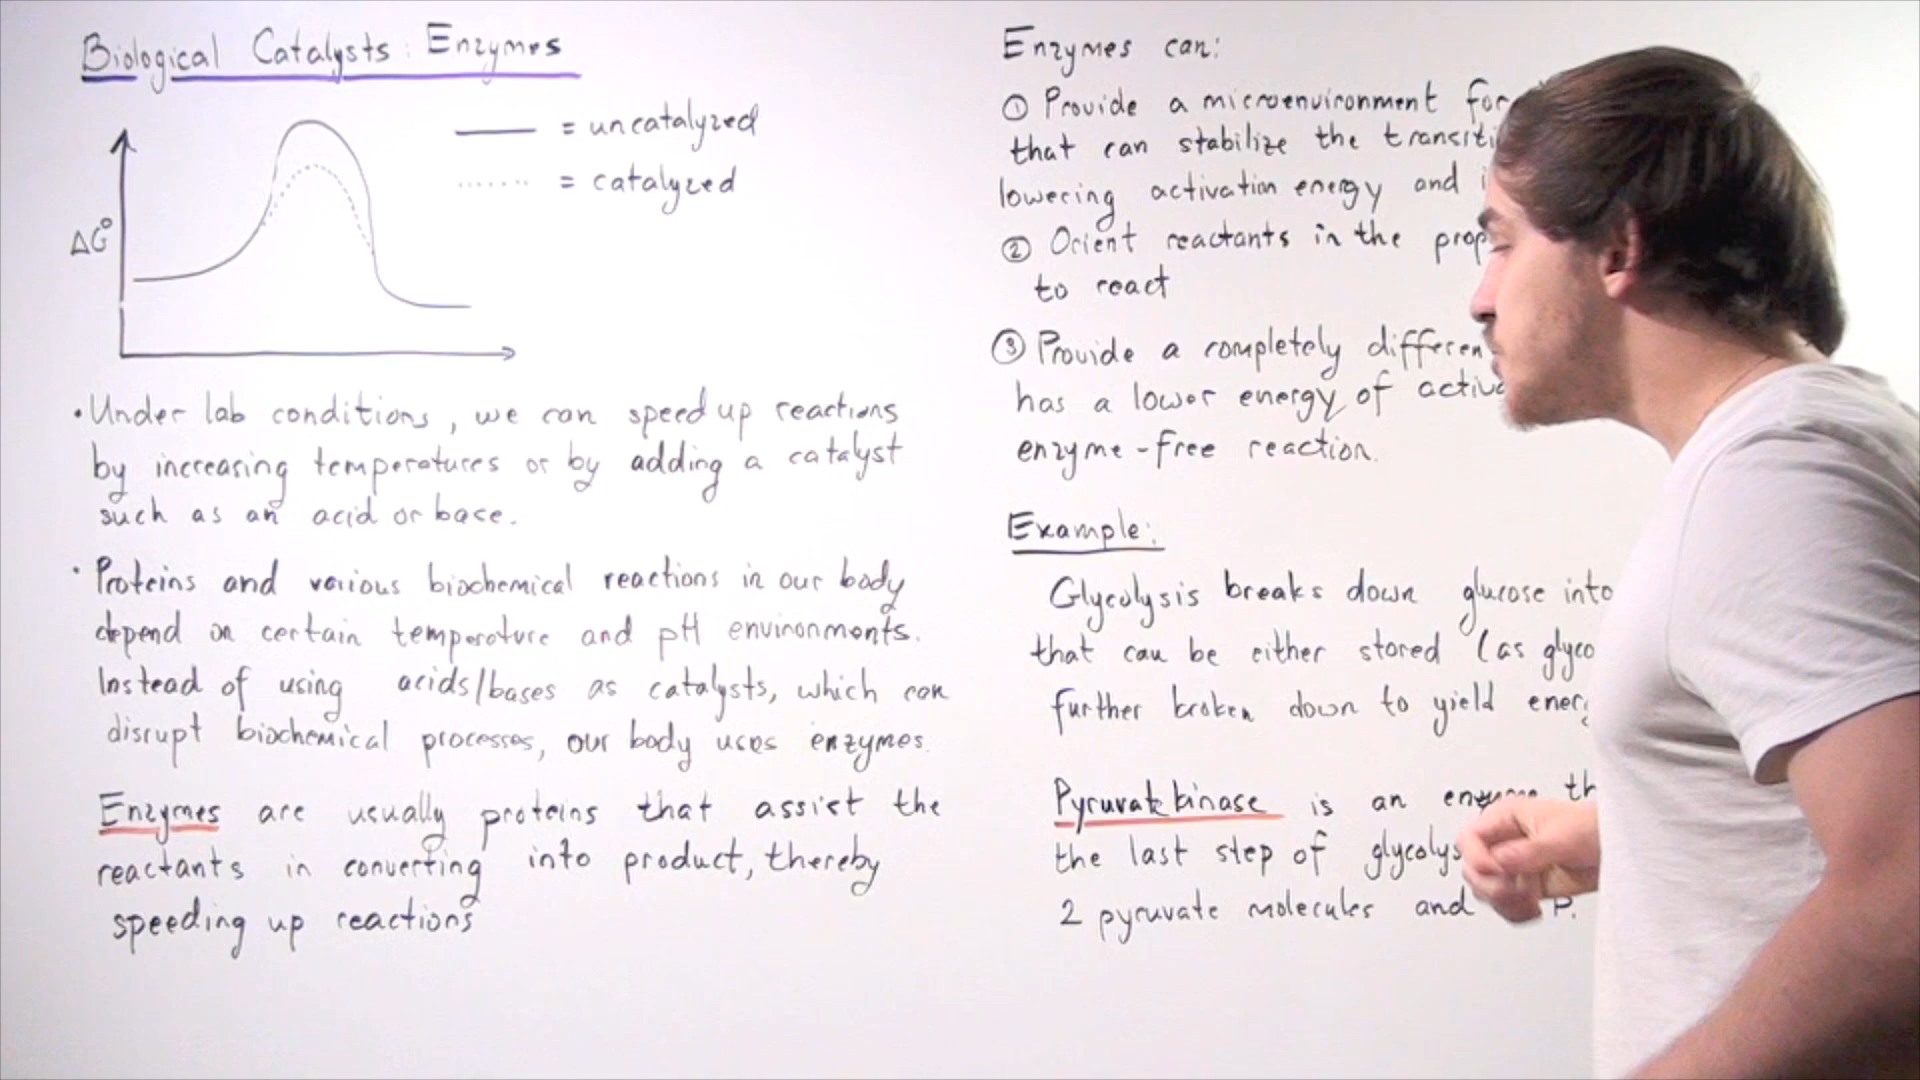 Biological Catalysts: Enzymes
= uncatalyzed
= catalyzed
ΔG°
• Under lab conditions, we can speed up reactions
by increasing temperatures or by adding a catalyst
such as an acid or base.
• Proteins and various biochemical reactions in our body
depend on certain temperature and pH environments.
Instead of using acids/bases as catalysts, which can
disrupt biochemical processes, our body uses enzymes.
Enzymes are usually proteins that assist the
reactants in converting into product, thereby
speeding up reactions
Enzymes can:
① Provide a microenvironment for
that can stabilize the transiti
lowering activation energy and i
② Orient reactants in the prop
to react
③ Provide a completely differen
has a lower energy of activa
enzyme-free reaction.
Example:
Glycolysis breaks down glucose into
that can be either stored (as glyco
further broken down to yield energ
Pyruvate kinase is an enzyme th
the last step of glycolys
2 pyruvate molecules and P.